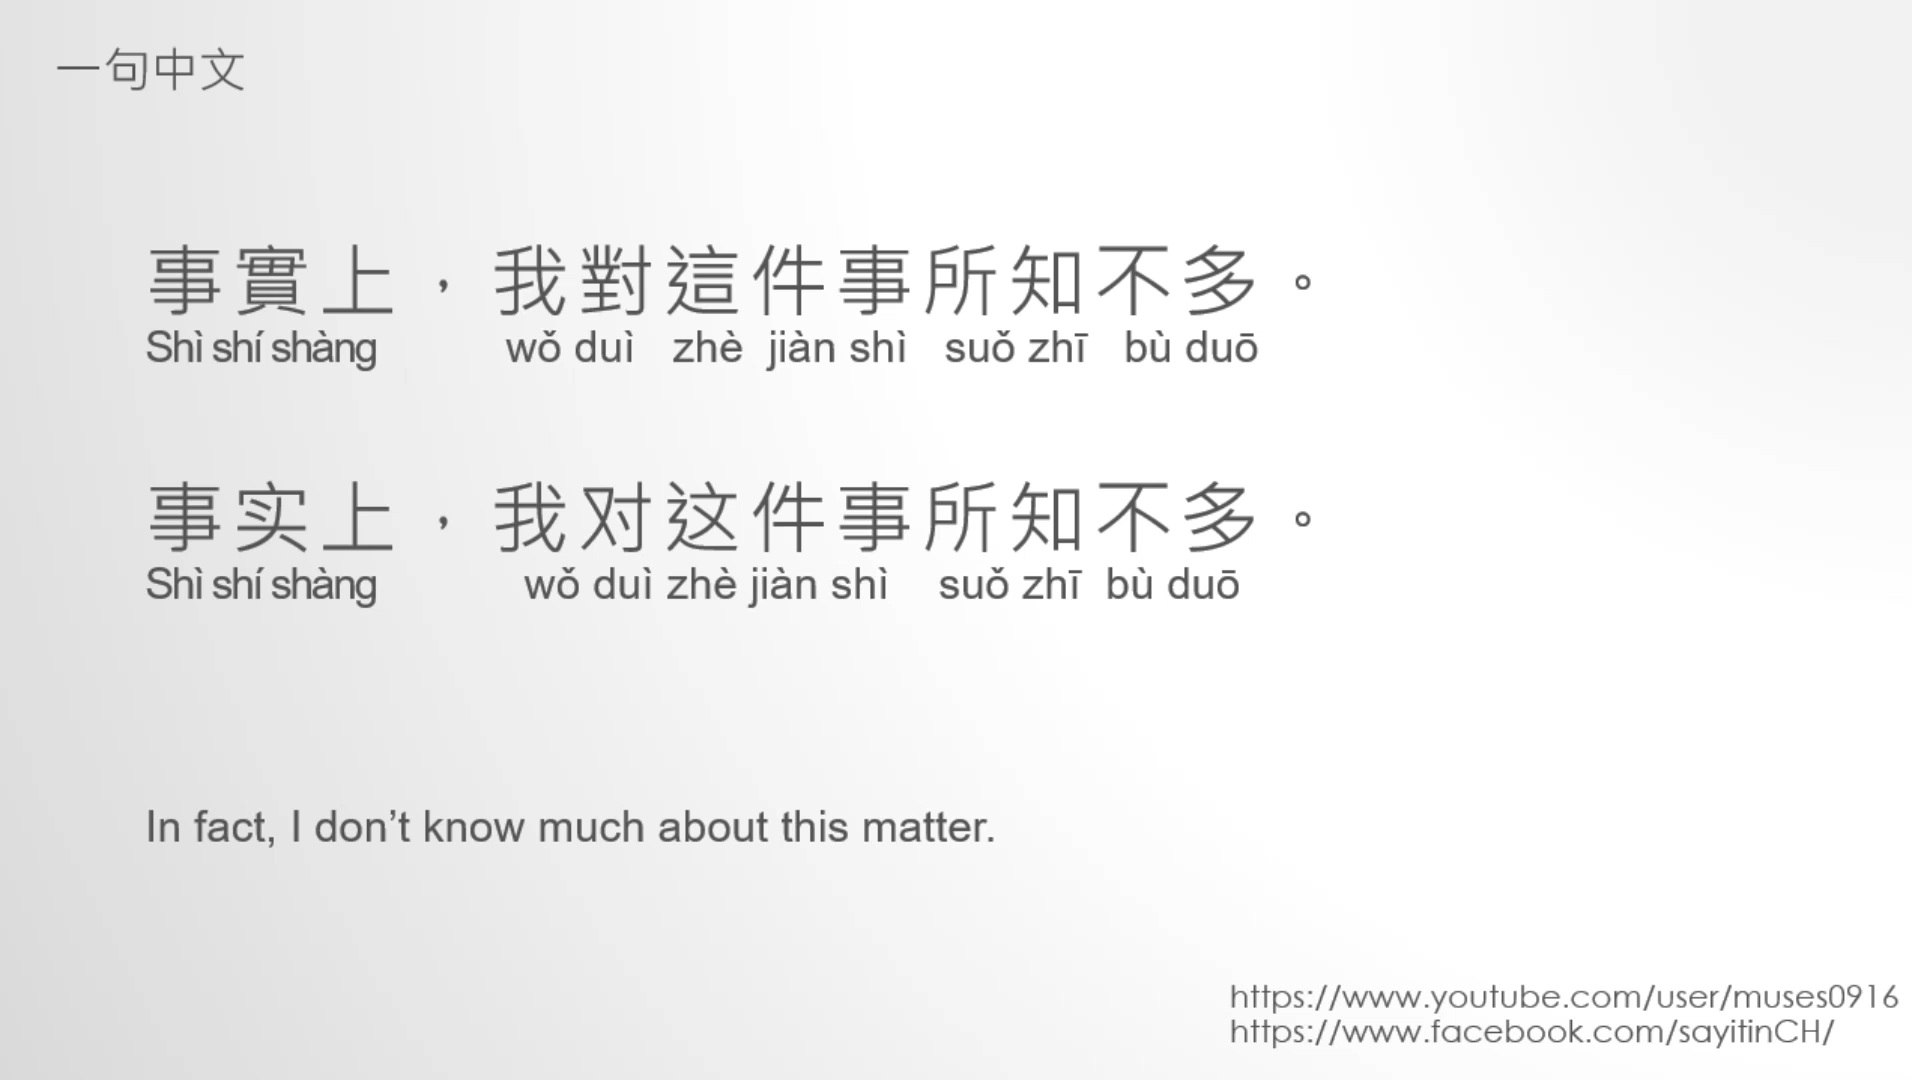 一句中文
事實上，我對這件事所知不多。
Shì shí shàng wǒ duì zhè jiàn shì suǒ zhī bù duō
事实上，我对这件事所知不多。
Shì shí shàng wǒ duì zhè jiàn shì suǒ zhī bù duō
In fact, I don’t know much about this matter.
https://www.youtube.com/user/muses0916
https://www.facebook.com/sayitinCH/